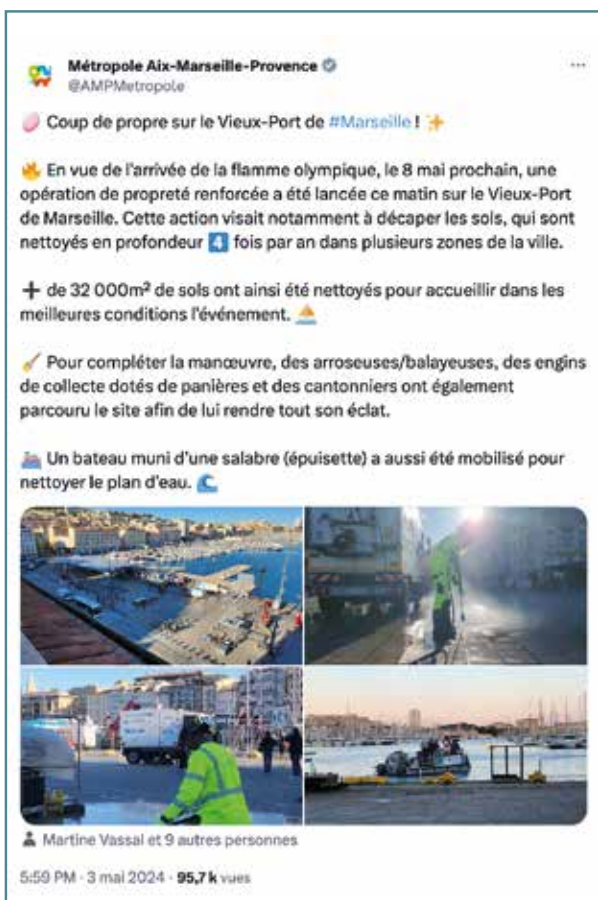 Métropole Aix-Marseille-Provence
@AMPMetropole
🧼 Coup de propre sur le Vieux-Port de #Marseille ! ✨
🔥 En vue de l'arrivée de la flamme olympique, le 8 mai prochain, une
opération de propreté renforcée a été lancée ce matin sur le Vieux-Port
de Marseille. Cette action visait notamment à décaper les sols, qui sont
nettoyés en profondeur 4️⃣ fois par an dans plusieurs zones de la ville.
➕ de 32 000m² de sols ont ainsi été nettoyés pour accueillir dans les
meilleures conditions l'événement. ⛵
🧹 Pour compléter la manœuvre, des arroseuses/balayeuses, des engins
de collecte dotés de panières et des cantonniers ont également
parcouru le site afin de lui rendre tout son éclat.
🚤 Un bateau muni d'une salabre (épuisette) a aussi été mobilisé pour
nettoyer le plan d'eau. 🌊
Martine Vassal et 9 autres personnes
5:59 PM · 3 mai 2024 · 95,7 k vues